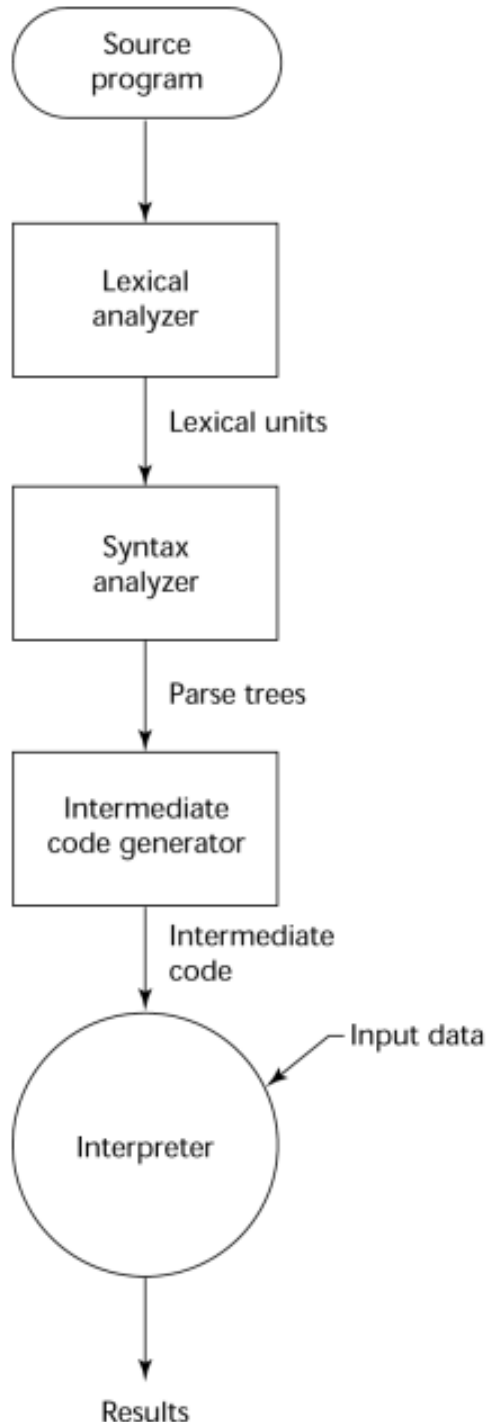 Source
program
Lexical
analyzer
Lexical units
Syntax
analyzer
Parse trees
Intermediate
code generator
Intermediate
code
Input data
Interpreter
Results